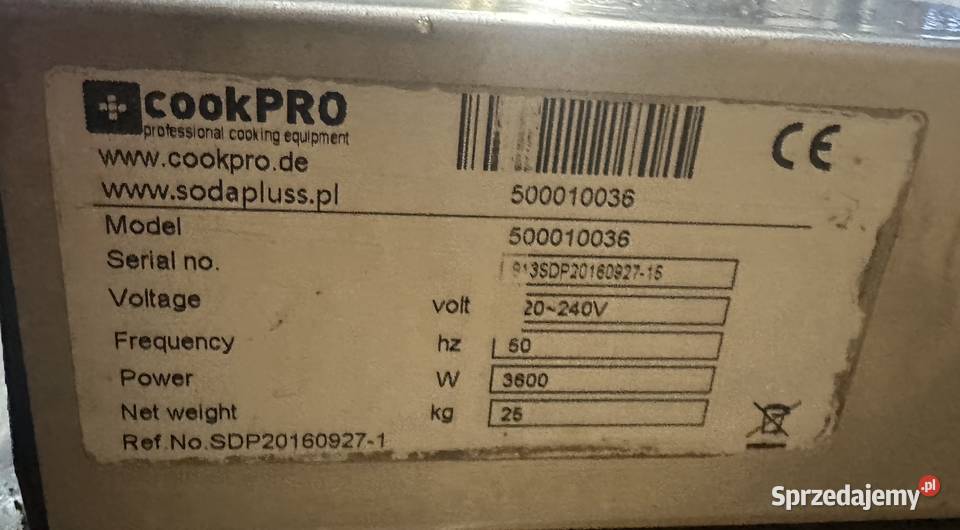 cookPRO
professional cooking equipment
www.cookpro.de
www.sodapluss.pl
CE
500010036
Model 500010036
Serial no. 913SDP20160927-15
Voltage volt 20~240V
Frequency hz 50
Power W 3600
Net weight kg 25
Ref.No.SDP20160927-1
Sprzedajemy.pl